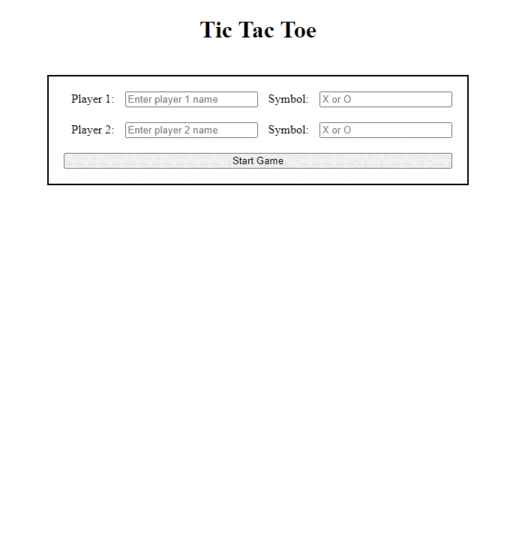 Tic Tac Toe
Player 1: Enter player 1 name Symbol: X or O
Player 2: Enter player 2 name Symbol: X or O
Start Game